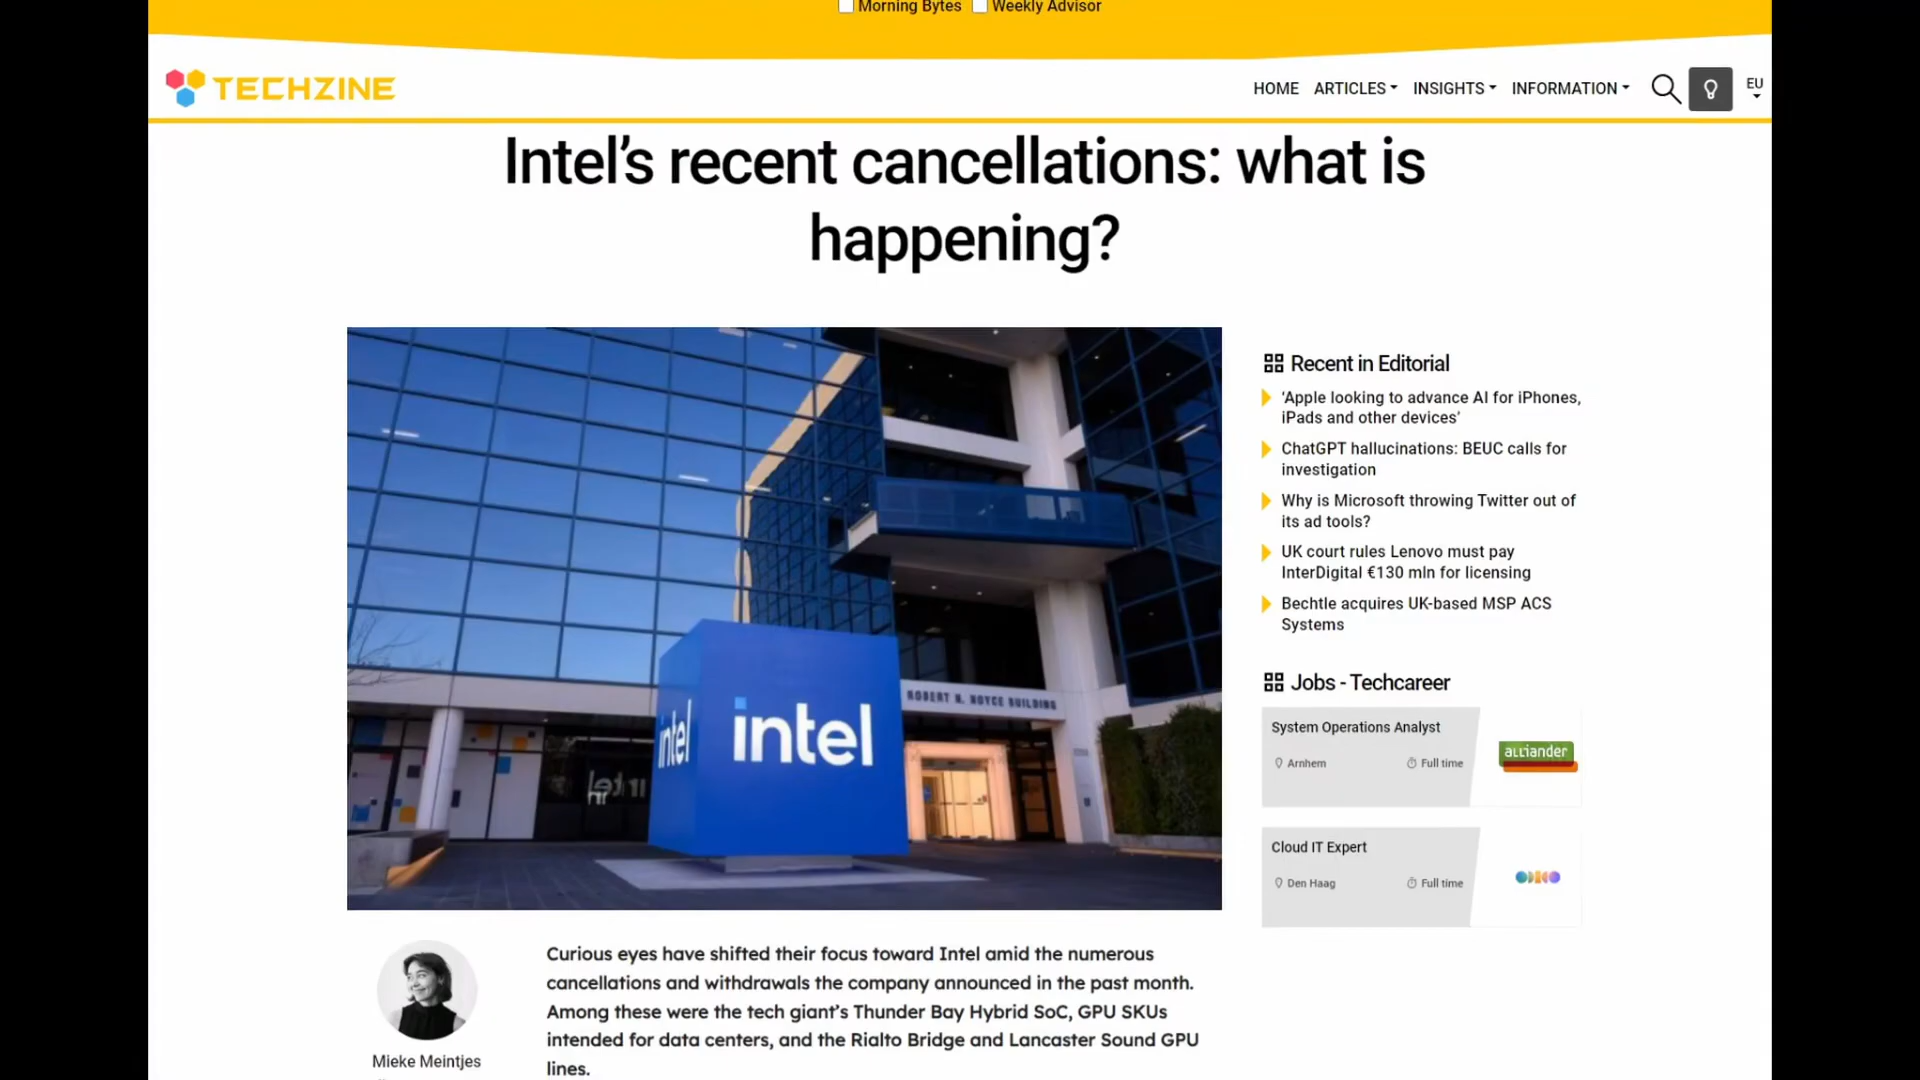 Morning Bytes Weekly Advisor
TECHZINE
HOME ARTICLES INSIGHTS INFORMATION EU
Intel’s recent cancellations: what is
happening?
intel
intel
intel
ROBERT N. NOYCE BUILDING
Recent in Editorial
‘Apple looking to advance AI for iPhones,
iPads and other devices’
ChatGPT hallucinations: BEUC calls for
investigation
Why is Microsoft throwing Twitter out of
its ad tools?
UK court rules Lenovo must pay
InterDigital €130 mln for licensing
Bechtle acquires UK-based MSP ACS
Systems
Jobs - Techcareer
System Operations Analyst
Arnhem Full time
alliander
Cloud IT Expert
Den Haag Full time
Curious eyes have shifted their focus toward Intel amid the numerous
cancellations and withdrawals the company announced in the past month.
Among these were the tech giant’s Thunder Bay Hybrid SoC, GPU SKUs
intended for data centers, and the Rialto Bridge and Lancaster Sound GPU
lines.
Mieke Meintjes